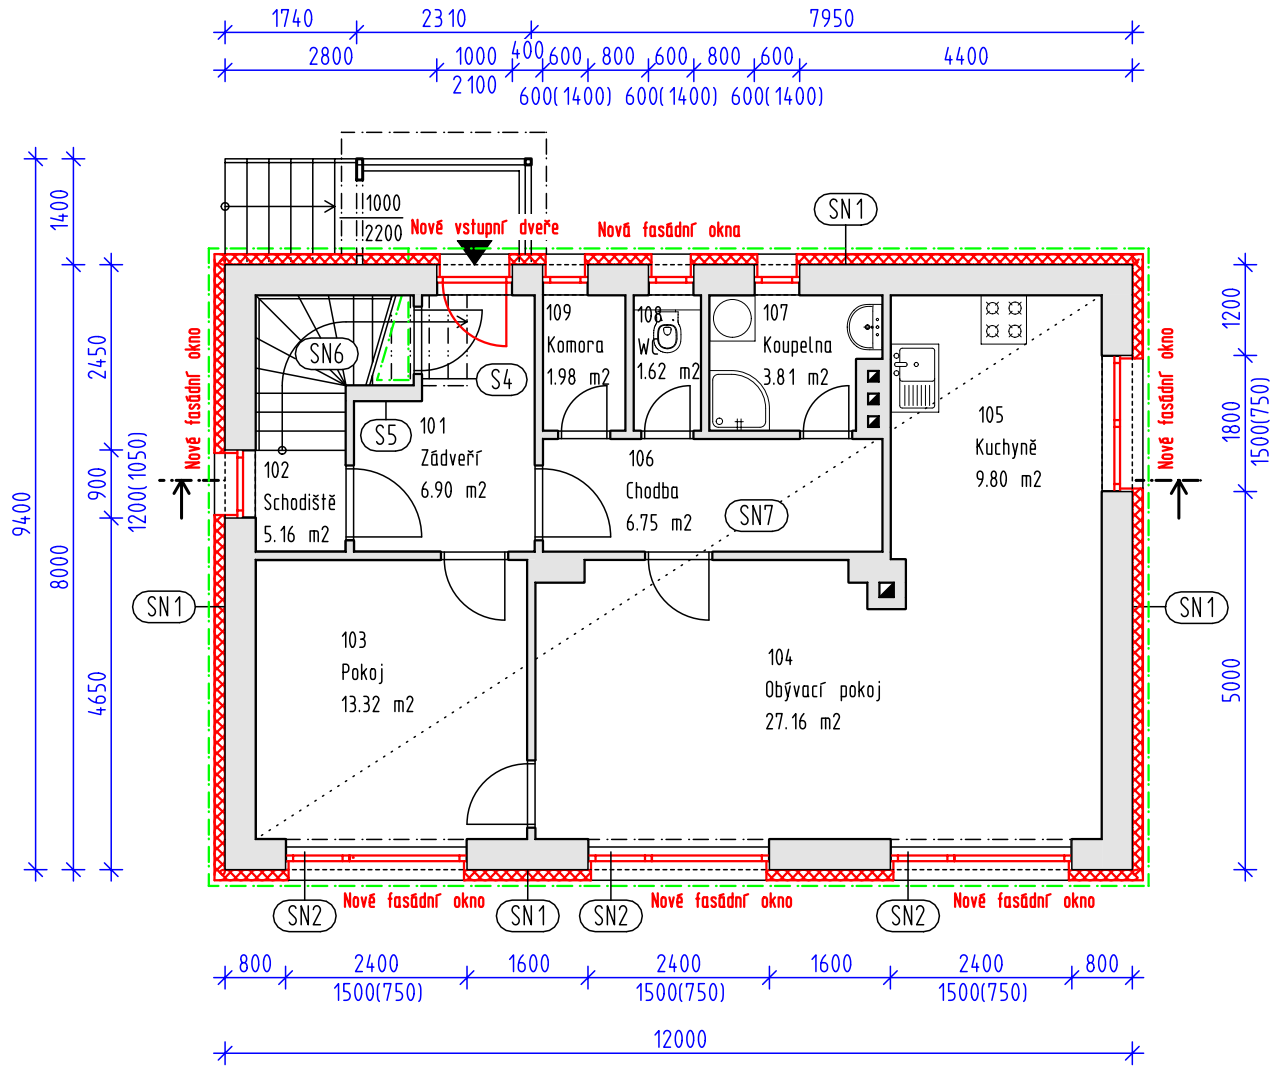 1740 2310 7950
2800 1000 400 600 800 600 800 600 4400
2100 600(1400) 600(1400) 600(1400)
1000
2200
Nové vstupní dveře
Nová fasádní okna
SN1
1400
9400
8000
2450
900
1200(1050)
4650
Nové fasádní okno
SN6
S4
S5
109
Komora
1.98 m2
108
WC
1.62 m2
107
Koupelna
3.81 m2
101
Zádveří
6.90 m2
102
Schodiště
5.16 m2
106
Chodba
6.75 m2
SN7
105
Kuchyně
9.80 m2
Nové fasádní okno
1200
1800
1500(750)
5000
SN1
SN1
103
Pokoj
13.32 m2
104
Obývací pokoj
27.16 m2
Nové fasádní okno
Nové fasádní okno
Nové fasádní okno
SN2
SN1
SN2
SN2
800 2400 1600 2400 1600 2400 800
1500(750) 1500(750) 1500(750)
12000